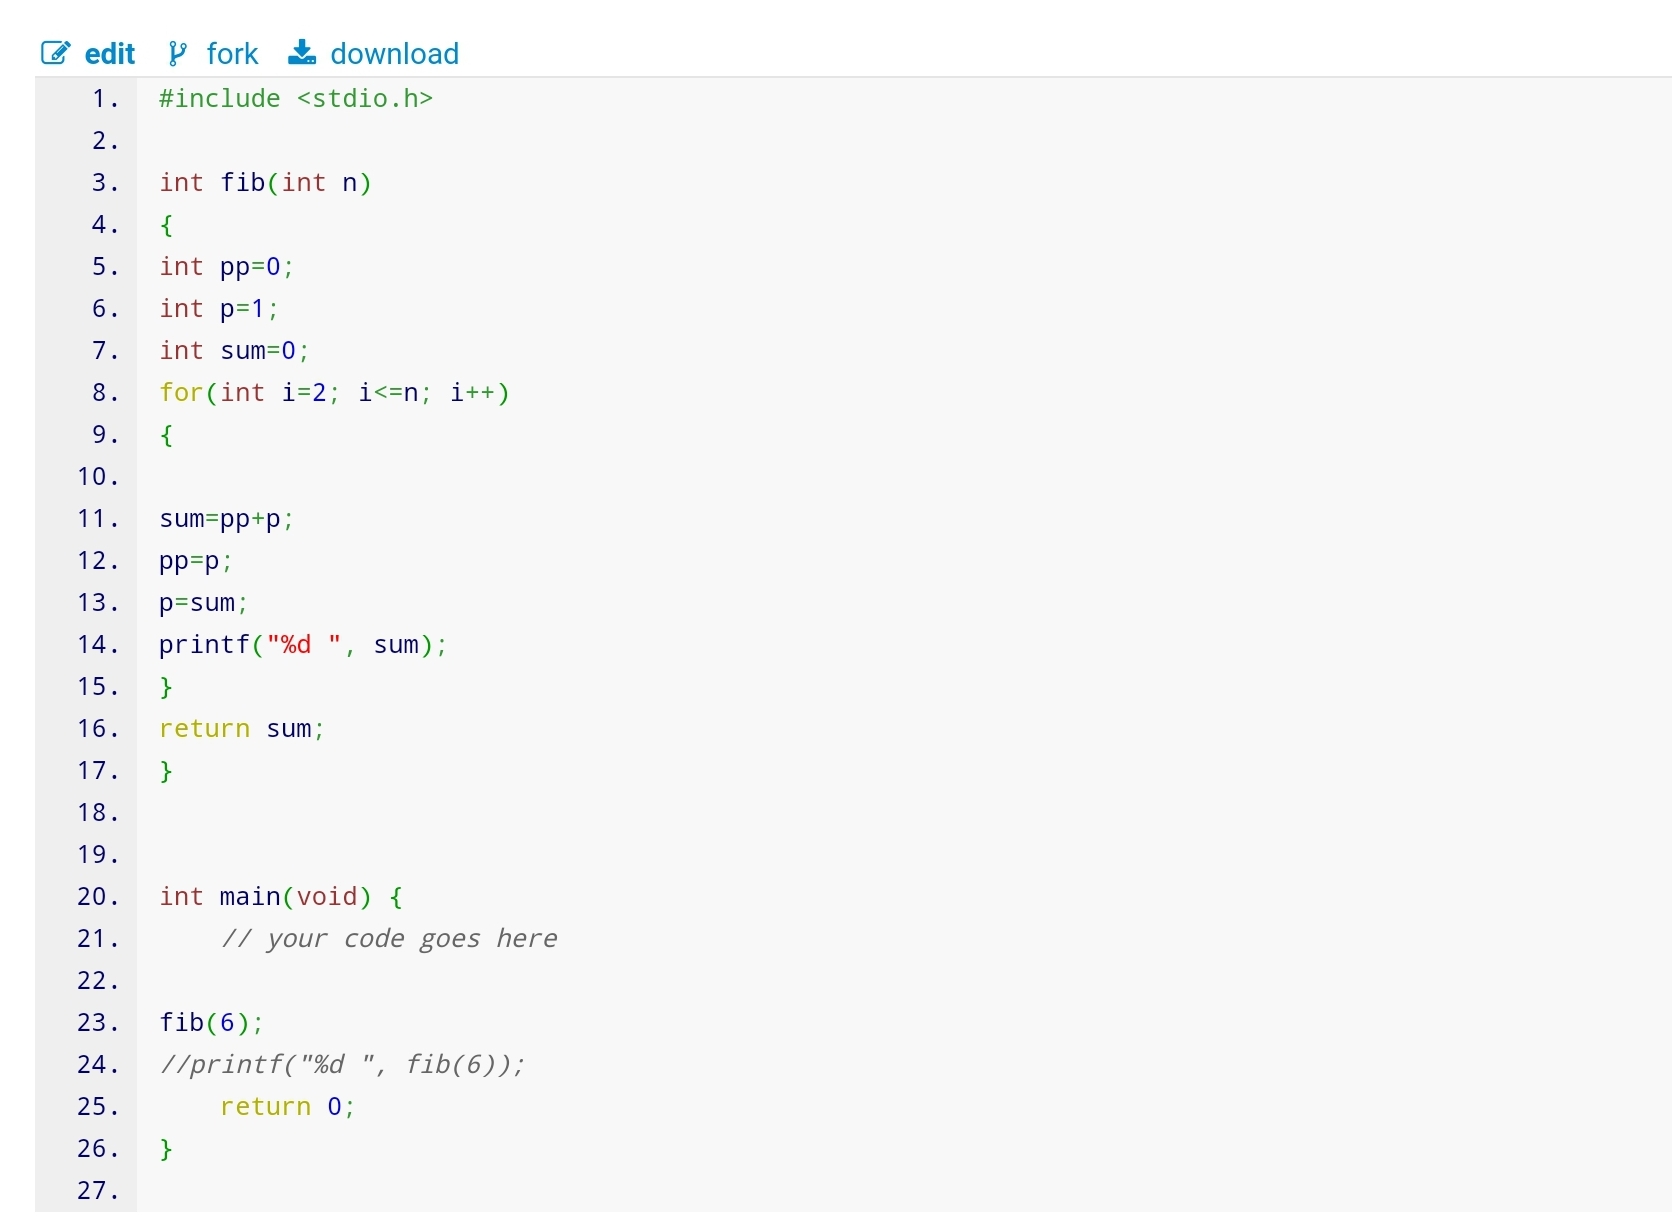 edit fork download
1. #include <stdio.h>
2.
3. int fib(int n)
4. {
5. int pp=0;
6. int p=1;
7. int sum=0;
8. for(int i=2; i<=n; i++)
9. {
10.
11. sum=pp+p;
12. pp=p;
13. p=sum;
14. printf("%d ", sum);
15. }
16. return sum;
17. }
18.
19.
20. int main(void) {
21.     // your code goes here
22.
23. fib(6);
24. //printf("%d ", fib(6));
25.     return 0;
26. }
27.